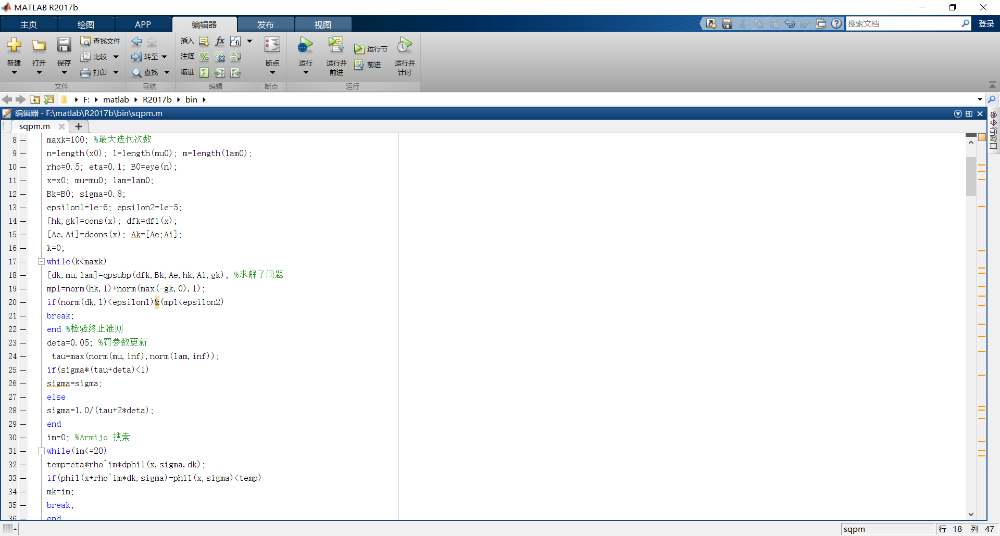 MATLAB R2017b
主页 绘图 APP 编辑器 发布 视图 搜索文档 登录
新建 打开 保存 查找文件 比较 打印 转至 查找 插入 fx 注释 缩进 断点 运行 运行并前进 运行节 前进 运行并计时
文件 导航 编辑 断点 运行
F: matlab R2017b bin
编辑器 - F:\matlab\R2017b\bin\sqpm.m
命令行窗口
sqpm.m
8 maxk=100; %最大迭代次数
9 n=length(x0); l=length(mu0); m=length(lam0);
10 rho=0.5; eta=0.1; B0=eye(n);
11 x=x0; mu=mu0; lam=lam0;
12 Bk=B0; sigma=0.8;
13 epsilon1=1e-6; epsilon2=1e-5;
14 [hk,gk]=cons(x); dfk=df1(x);
15 [Ae,Ai]=dcons(x); Ak=[Ae;Ai];
16 k=0;
17 while(k<maxk)
18 [dk,mu,lam]=qpsubp(dfk,Bk,Ae,hk,Ai,gk); %求解子问题
19 mp1=norm(hk,1)+norm(max(-gk,0),1);
20 if(norm(dk,1)<epsilon1)&(mp1<epsilon2)
21 break;
22 end %检验终止准则
23 deta=0.05; %罚参数更新
24 tau=max(norm(mu,inf),norm(lam,inf));
25 if(sigma*(tau+deta)<1)
26 sigma=sigma;
27 else
28 sigma=1.0/(tau+2*deta);
29 end
30 im=0; %Armijo 搜索
31 while(im<=20)
32 temp=eta*rho^im*dphi1(x,sigma,dk);
33 if(phi1(x+rho^im*dk,sigma)-phi1(x,sigma)<temp)
34 mk=im;
35 break;
36 end
sqpm 行 18 列 47